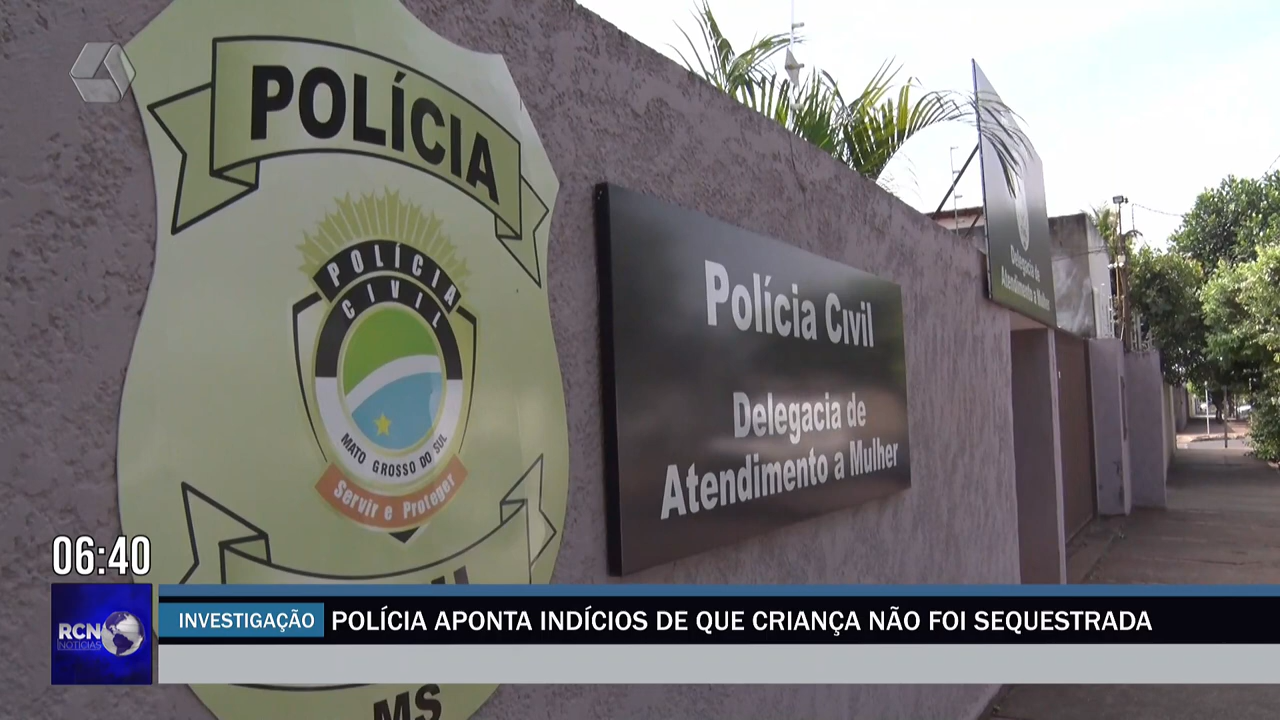 POLÍCIA
POLÍCIA
CIVIL
MATO GROSSO DO SUL
Servir e Proteger
MS
Polícia Civil
Delegacia de
Atendimento a Mulher
Delegacia de
Atendimento a Mulher
06:40
RCN
NOTÍCIAS
INVESTIGAÇÃO
POLÍCIA APONTA INDÍCIOS DE QUE CRIANÇA NÃO FOI SEQUESTRADA